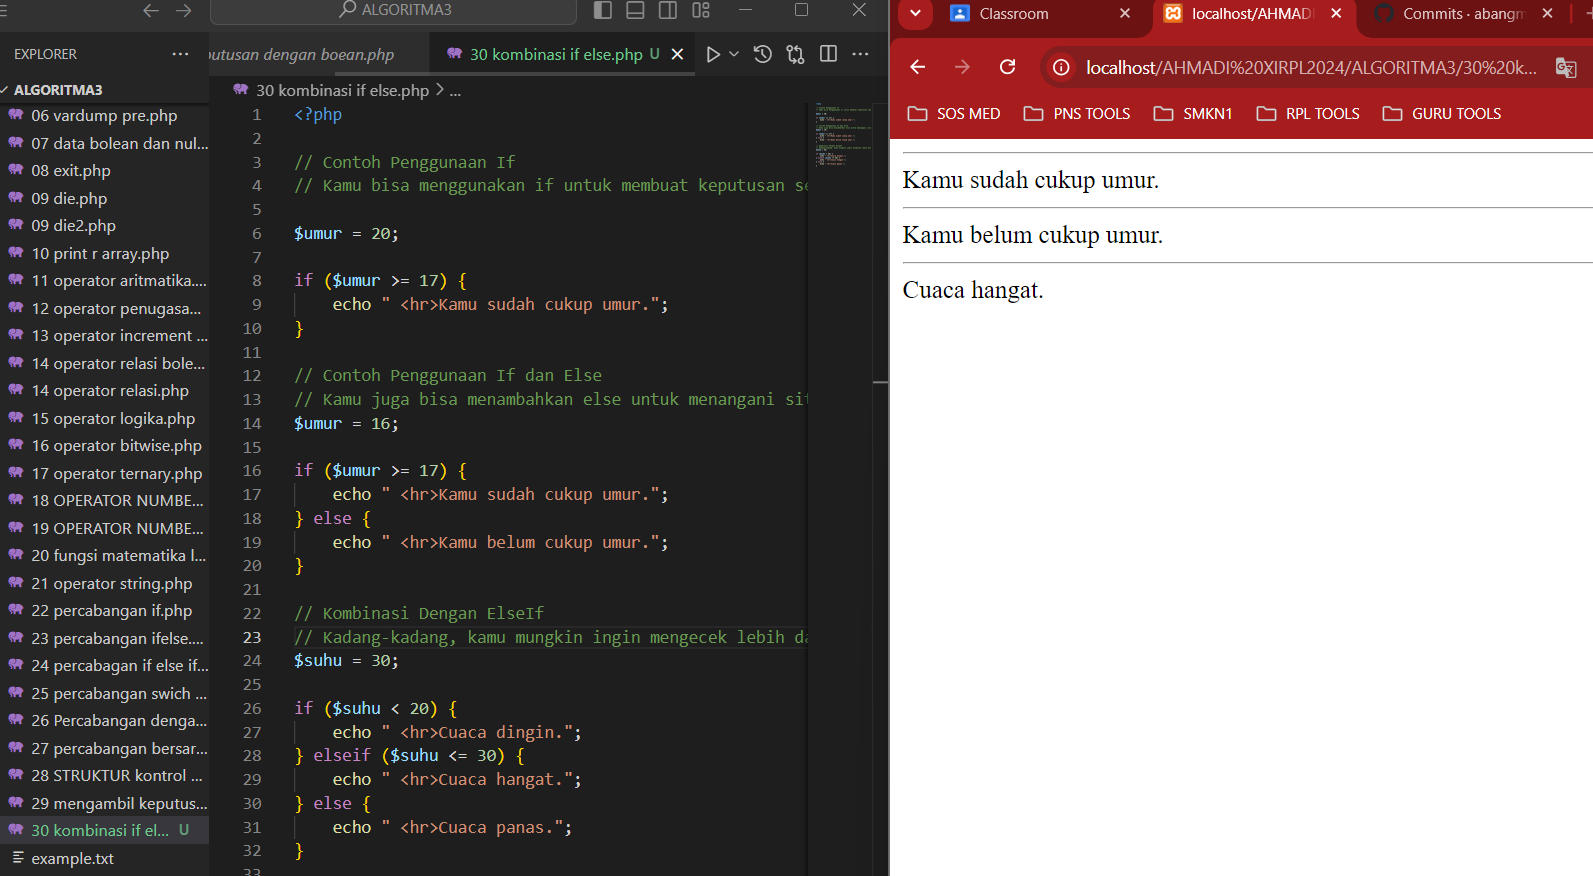 ALGORITMA3
EXPLORER
ALGORITMA3
06 vardump pre.php
07 data bolean dan nul...
08 exit.php
09 die.php
09 die2.php
10 print r array.php
11 operator aritmatika....
12 operator penugasa...
13 operator increment ...
14 operator relasi bole...
14 operator relasi.php
15 operator logika.php
16 operator bitwise.php
17 operator ternary.php
18 OPERATOR NUMBE...
19 OPERATOR NUMBE...
20 fungsi matematika l...
21 operator string.php
22 percabangan if.php
23 percabangan ifelse....
24 percabagan if else if...
25 percabangan swich ...
26 Percabangan denga...
27 percabangan bersar...
28 STRUKTUR kontrol ...
29 mengambil keputus...
30 kombinasi if el... U
example.txt
putusan dengan boean.php
30 kombinasi if else.php U
30 kombinasi if else.php > ...
1 <?php
2
3 // Contoh Penggunaan If
4 // Kamu bisa menggunakan if untuk membuat keputusan se
5
6 $umur = 20;
7
8 if ($umur >= 17) {
9 echo " <hr>Kamu sudah cukup umur.";
10 }
11
12 // Contoh Penggunaan If dan Else
13 // Kamu juga bisa menambahkan else untuk menangani sit
14 $umur = 16;
15
16 if ($umur >= 17) {
17 echo " <hr>Kamu sudah cukup umur.";
18 } else {
19 echo " <hr>Kamu belum cukup umur.";
20 }
21
22 // Kombinasi Dengan ElseIf
23 // Kadang-kadang, kamu mungkin ingin mengecek lebih da
24 $suhu = 30;
25
26 if ($suhu < 20) {
27 echo " <hr>Cuaca dingin.";
28 } elseif ($suhu <= 30) {
29 echo " <hr>Cuaca hangat.";
30 } else {
31 echo " <hr>Cuaca panas.";
32 }
33
Classroom
localhost/AHMADI
Commits · abangm
localhost/AHMADI%20XIRPL2024/ALGORITMA3/30%20k...
SOS MED
PNS TOOLS
SMKN1
RPL TOOLS
GURU TOOLS
Kamu sudah cukup umur.
Kamu belum cukup umur.
Cuaca hangat.